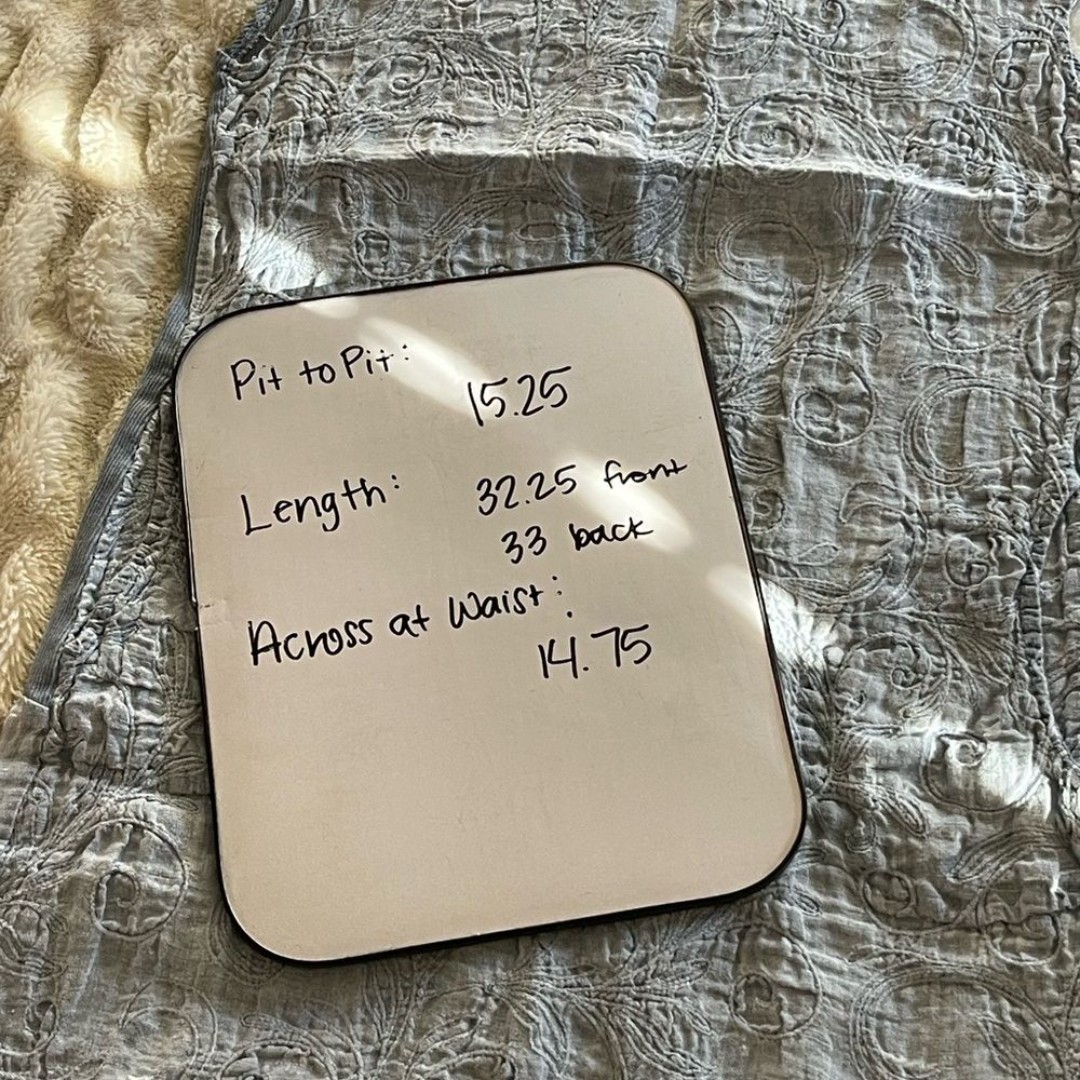 Pit to Pit:
15.25
Length: 32.25 front
33 back
Across at Waist:
14.75